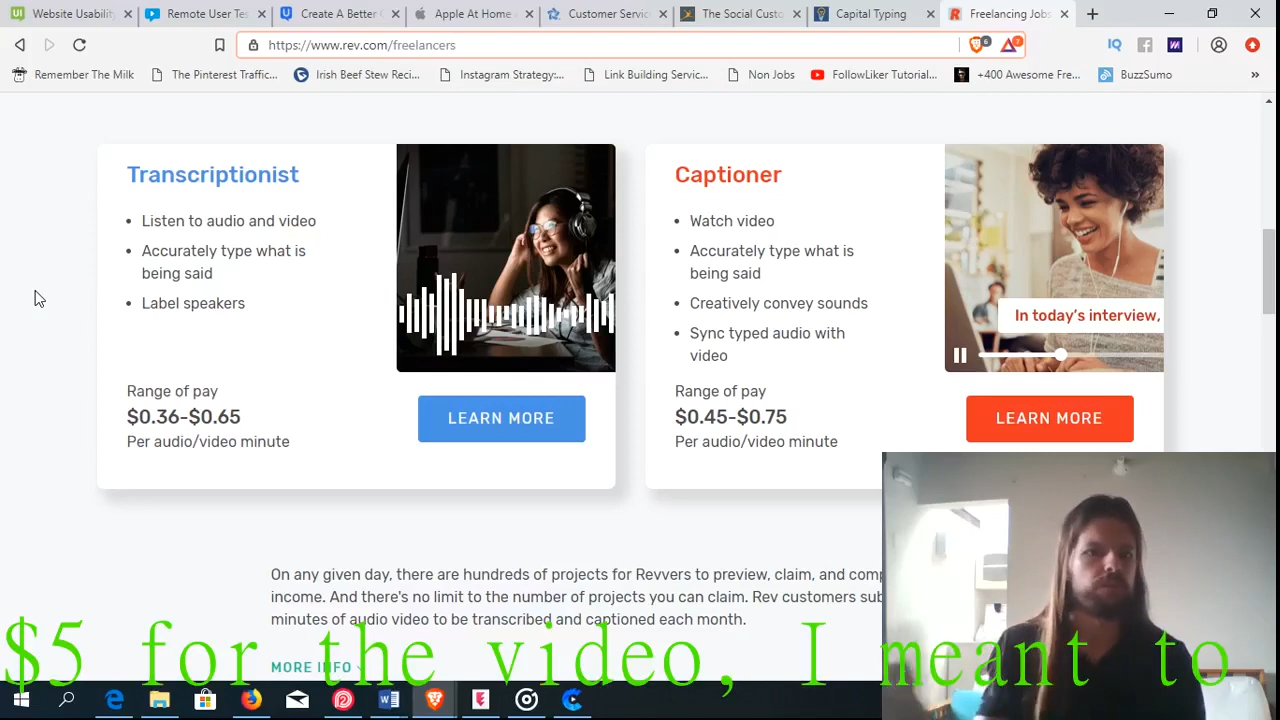 Website Usability
Remote User Tes
Create A Better C
Apple At Home
Customer Servic
The Social Custo
Capital Typing
Freelancing Jobs
https://www.rev.com/freelancers
6
7
IQ
Remember The Milk
The Pinterest Traffic...
Irish Beef Stew Reci...
Instagram Strategy:...
Link Building Servic...
Non Jobs
FollowLiker Tutorial...
+400 Awesome Fre...
BuzzSumo
Transcriptionist
• Listen to audio and video
• Accurately type what is
being said
• Label speakers
Range of pay
$0.36-$0.65
Per audio/video minute
LEARN MORE
Captioner
• Watch video
• Accurately type what is
being said
• Creatively convey sounds
• Sync typed audio with
video
In today's interview,
Range of pay
$0.45-$0.75
Per audio/video minute
LEARN MORE
On any given day, there are hundreds of projects for Revvers to preview, claim, and comp
income. And there's no limit to the number of projects you can claim. Rev customers sub
minutes of audio video to be transcribed and captioned each month.
MORE INFO
$5 for the video, I meant to